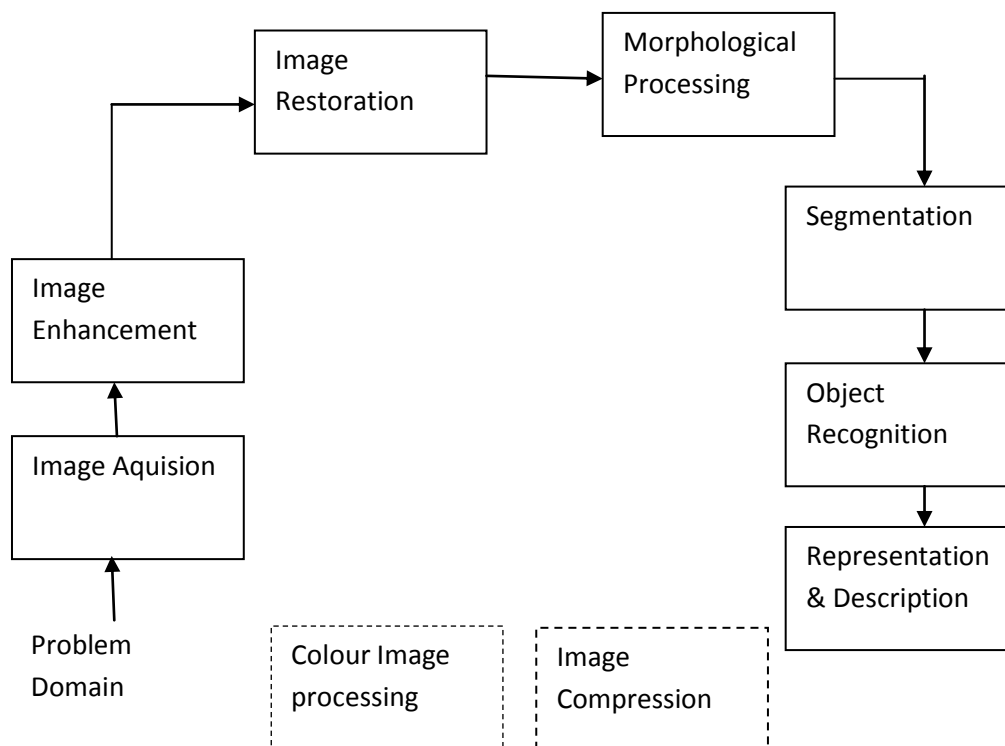 Image
Restoration
Morphological
Processing
Segmentation
Image
Enhancement
Object
Recognition
Image Aquision
Representation
& Description
Problem
Domain
Colour Image
processing
Image
Compression